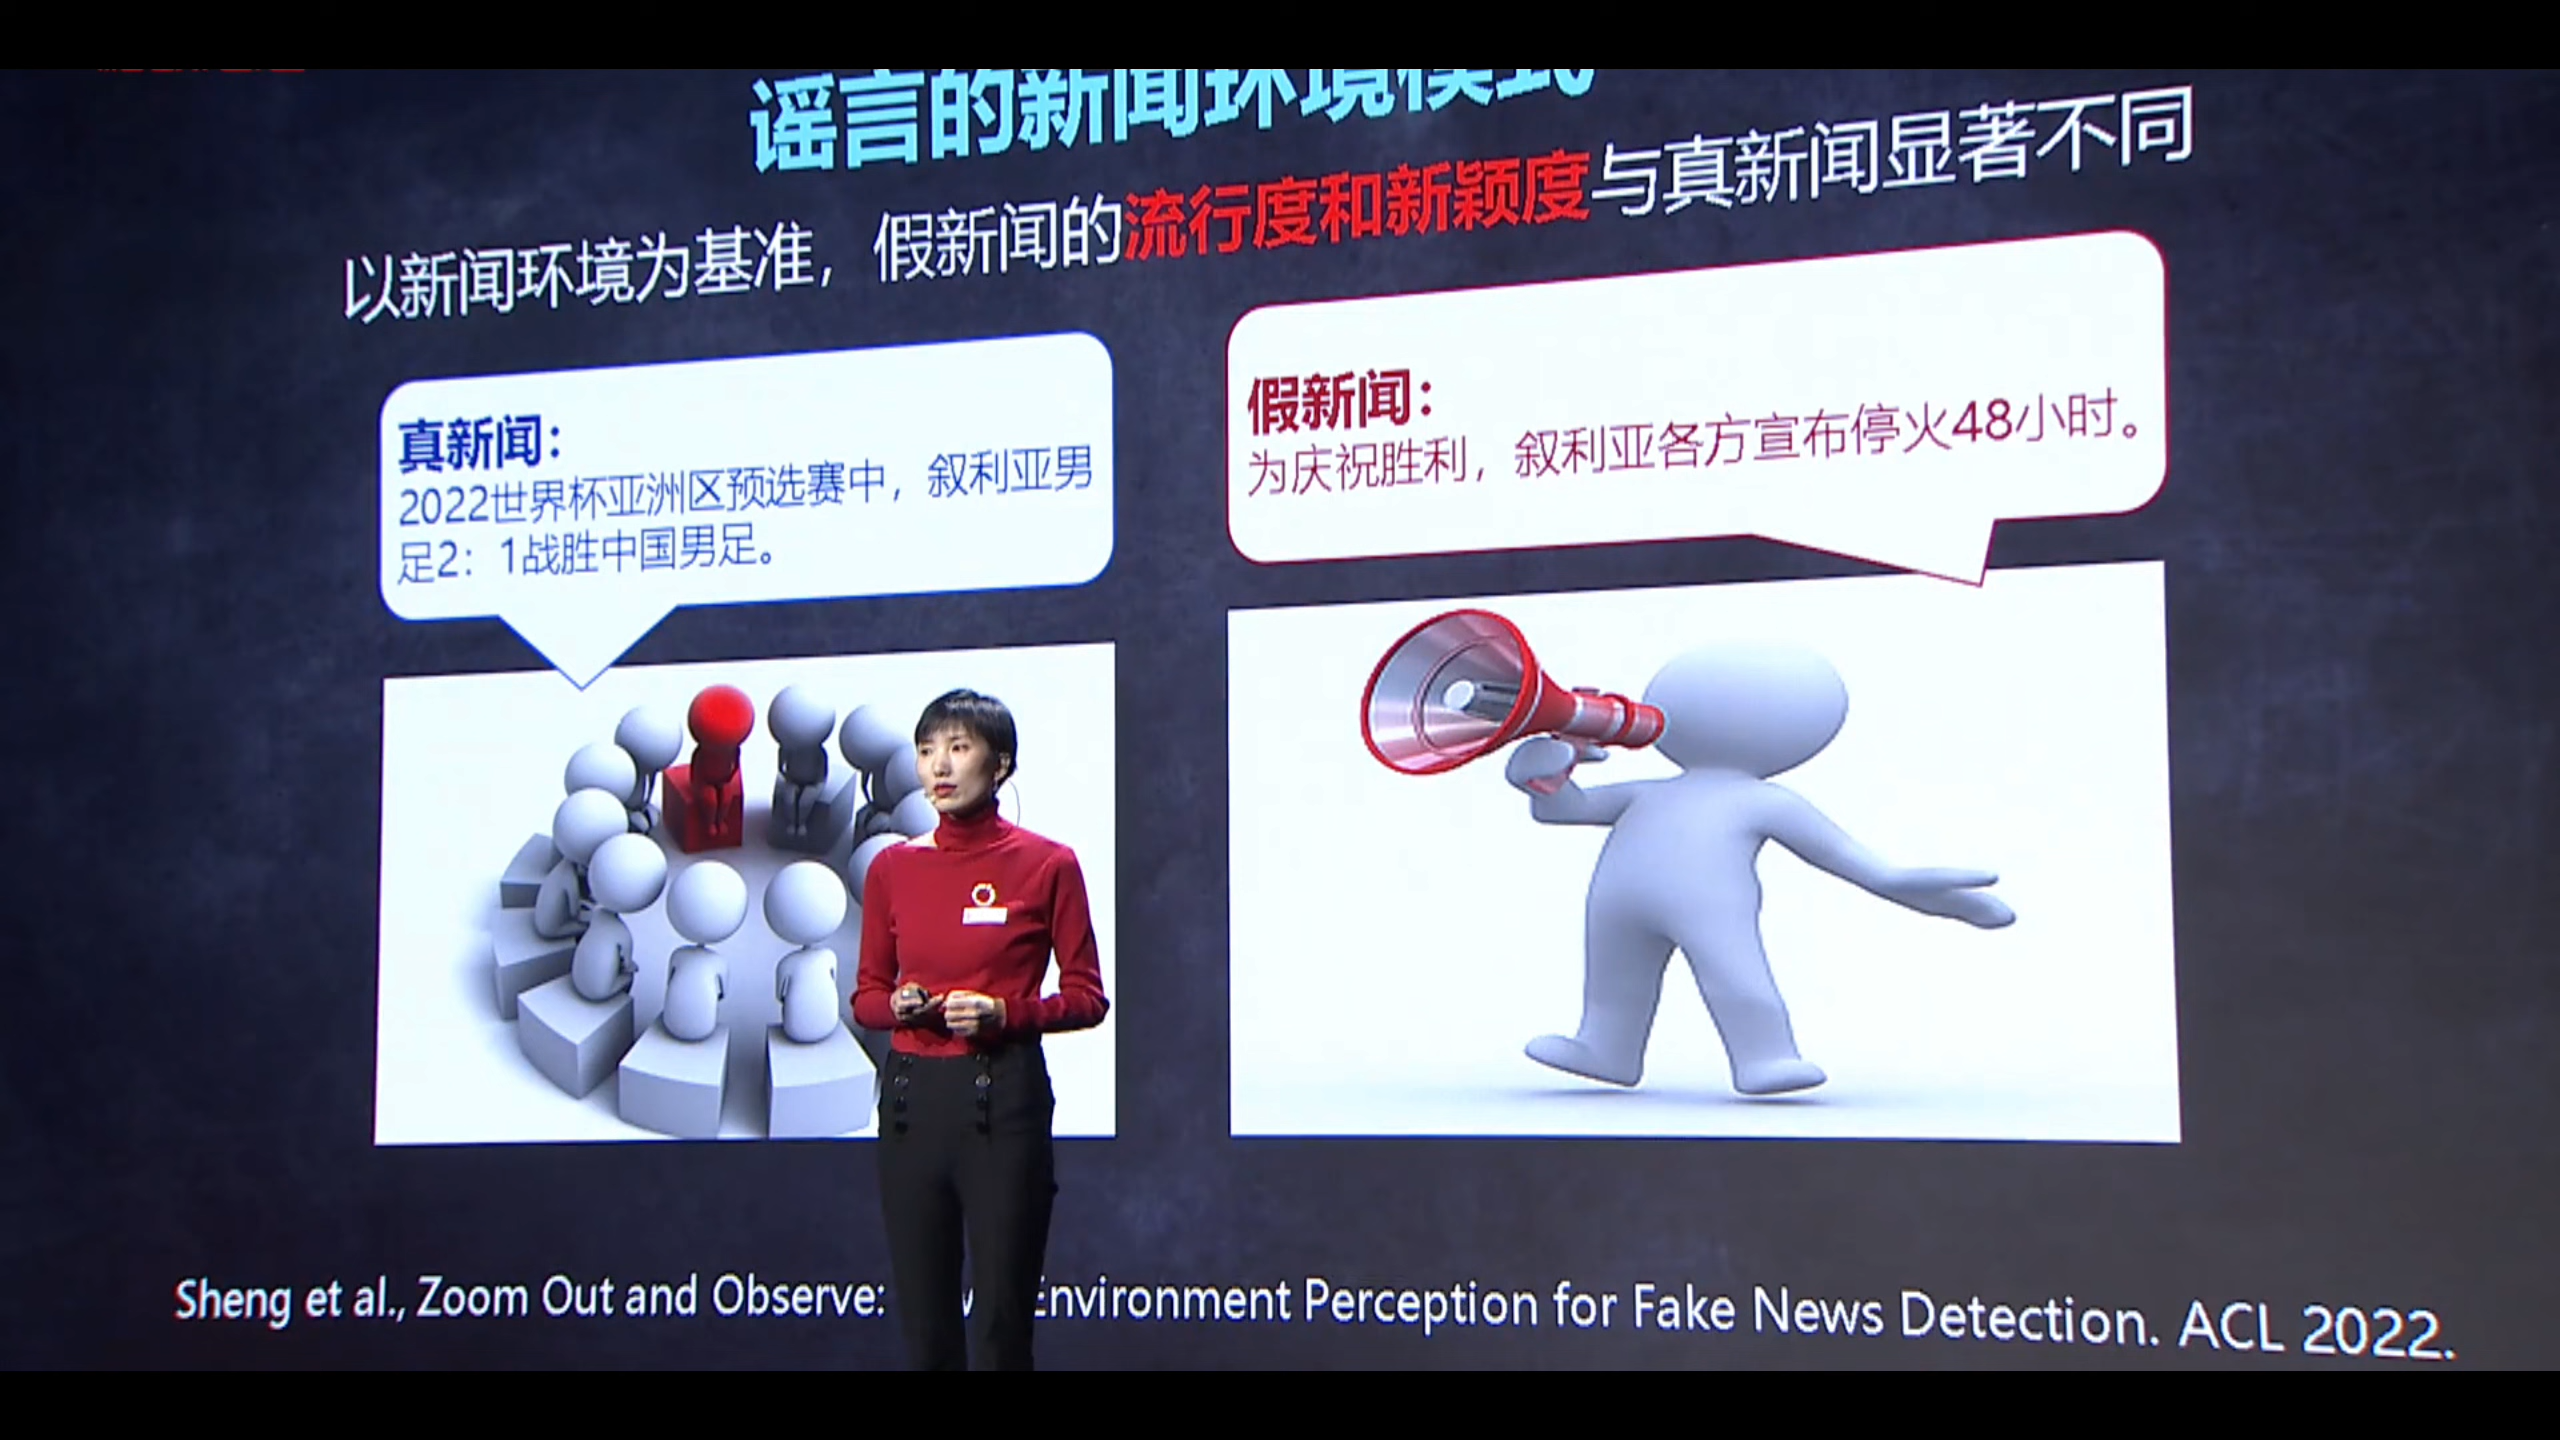 谣言的新闻环境模式
以新闻环境为基准，假新闻的流行度和新颖度与真新闻显著不同
真新闻：
2022世界杯亚洲区预选赛中，叙利亚男
足2：1战胜中国男足。
假新闻：
为庆祝胜利，叙利亚各方宣布停火48小时。
Sheng et al., Zoom Out and Observe: Environment Perception for Fake News Detection. ACL 2022.